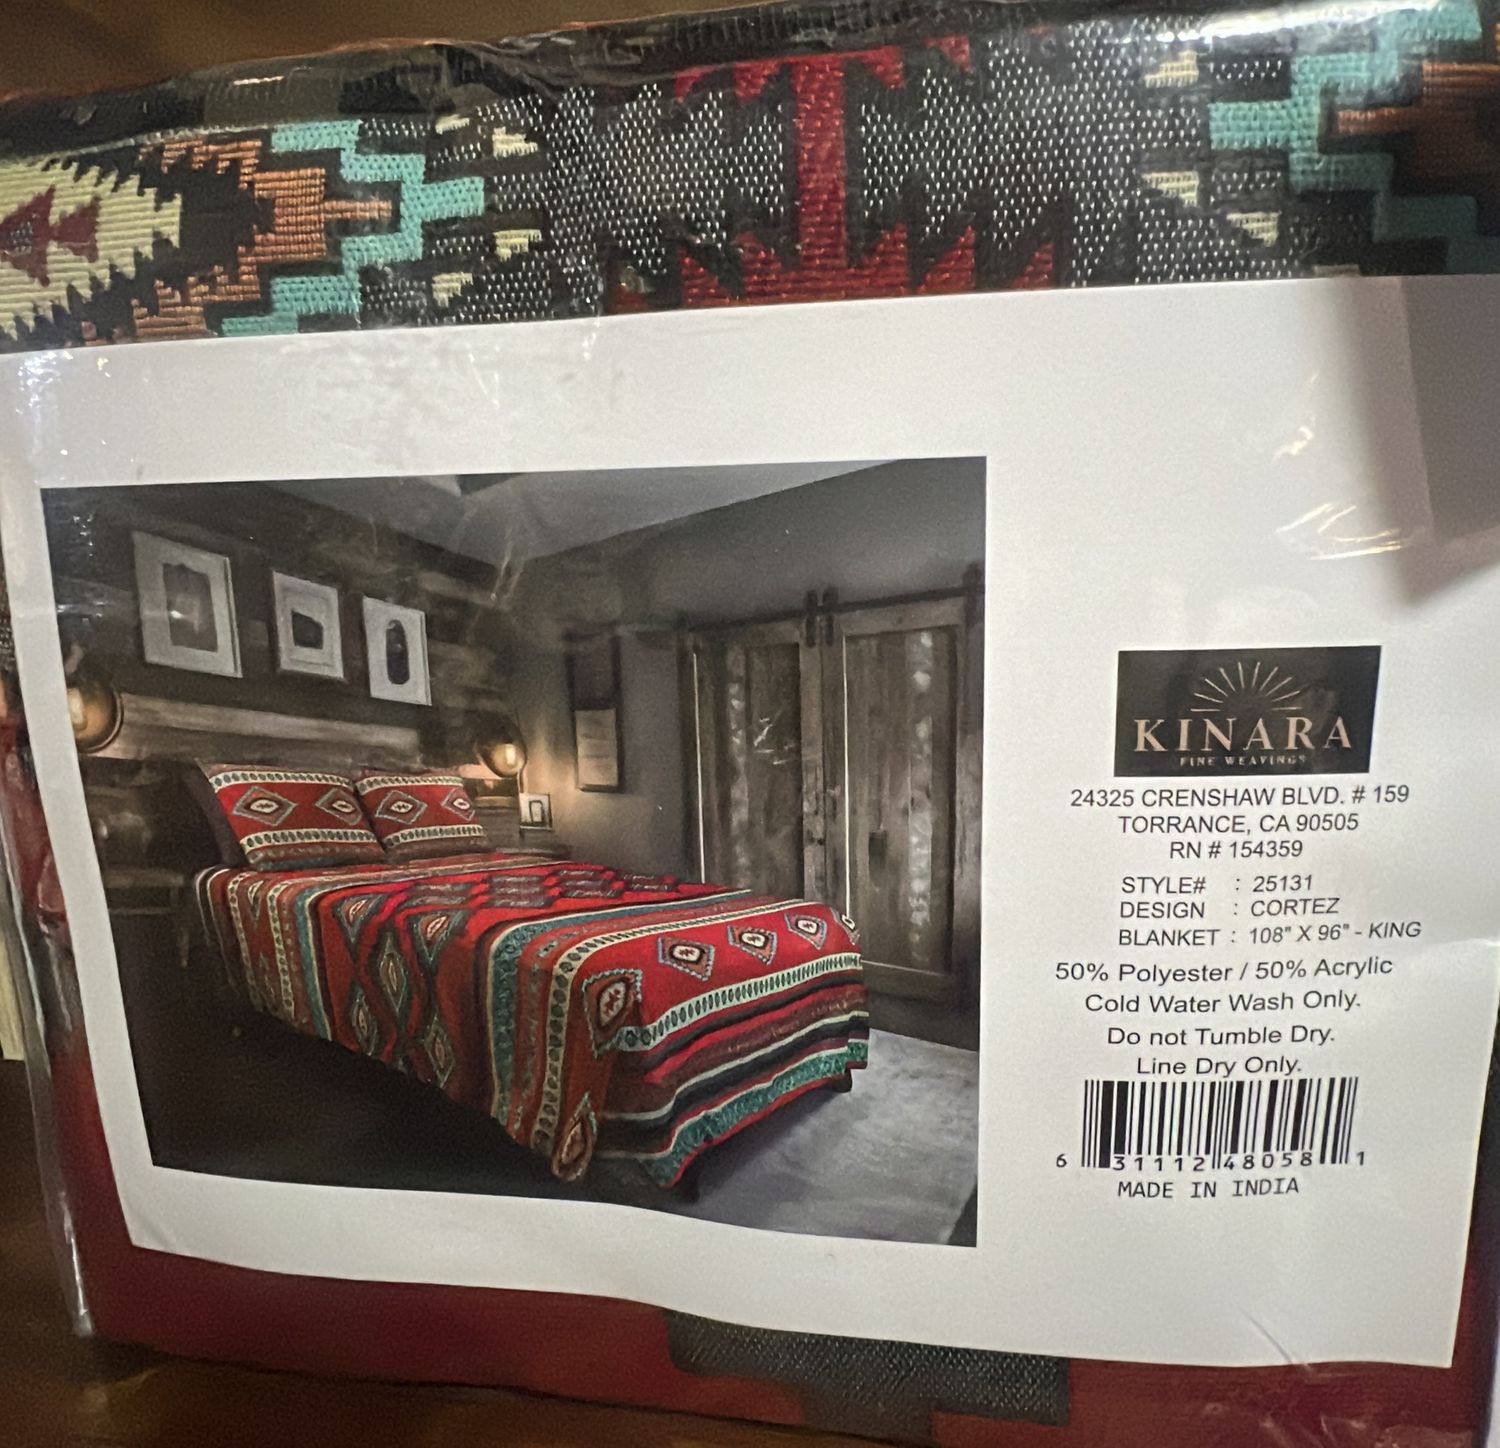 KINARA
FINE WEAVINGS
24325 CRENSHAW BLVD. # 159
TORRANCE, CA 90505
RN # 154359
STYLE# : 25131
DESIGN : CORTEZ
BLANKET : 108" X 96" - KING
50% Polyester / 50% Acrylic
Cold Water Wash Only.
Do not Tumble Dry.
Line Dry Only.
6 31112 48058 1
MADE IN INDIA